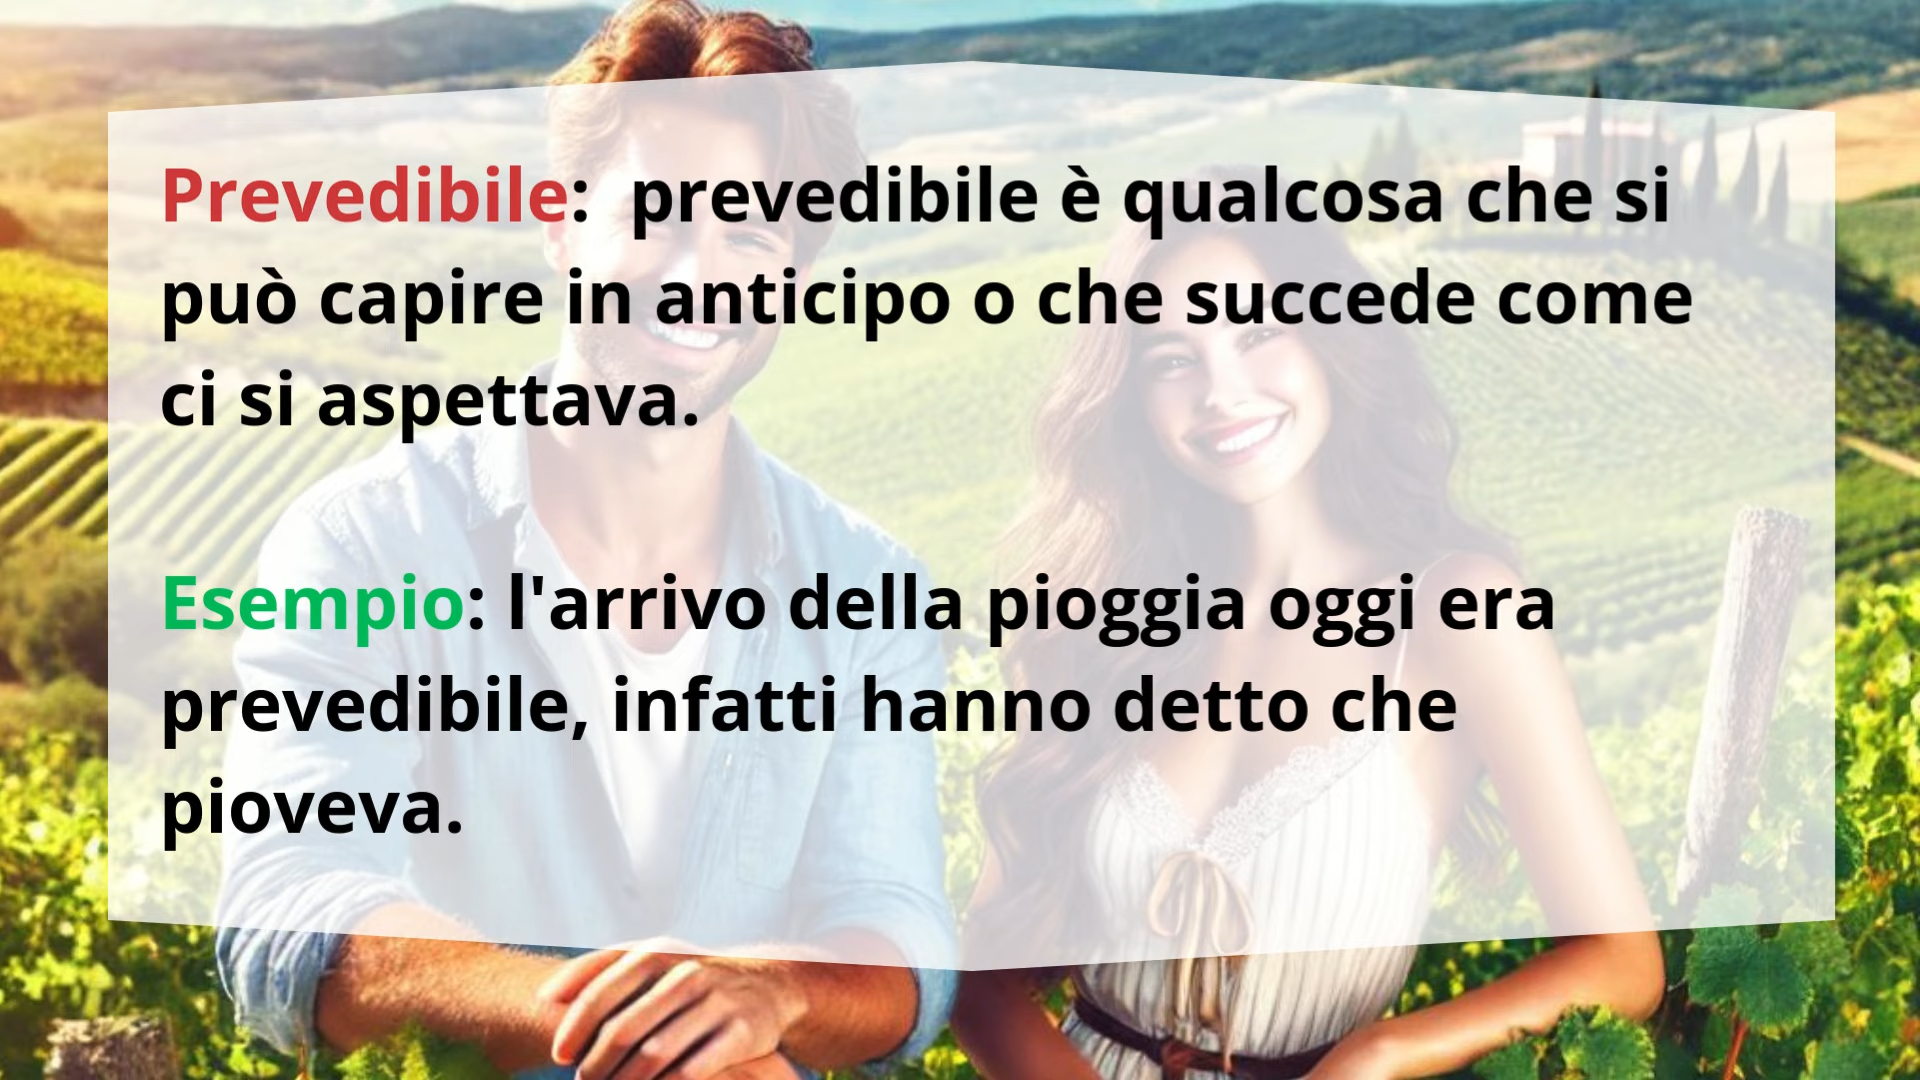 Prevedibile: prevedibile è qualcosa che si
può capire in anticipo o che succede come
ci si aspettava.
Esempio: l'arrivo della pioggia oggi era
prevedibile, infatti hanno detto che
pioveva.